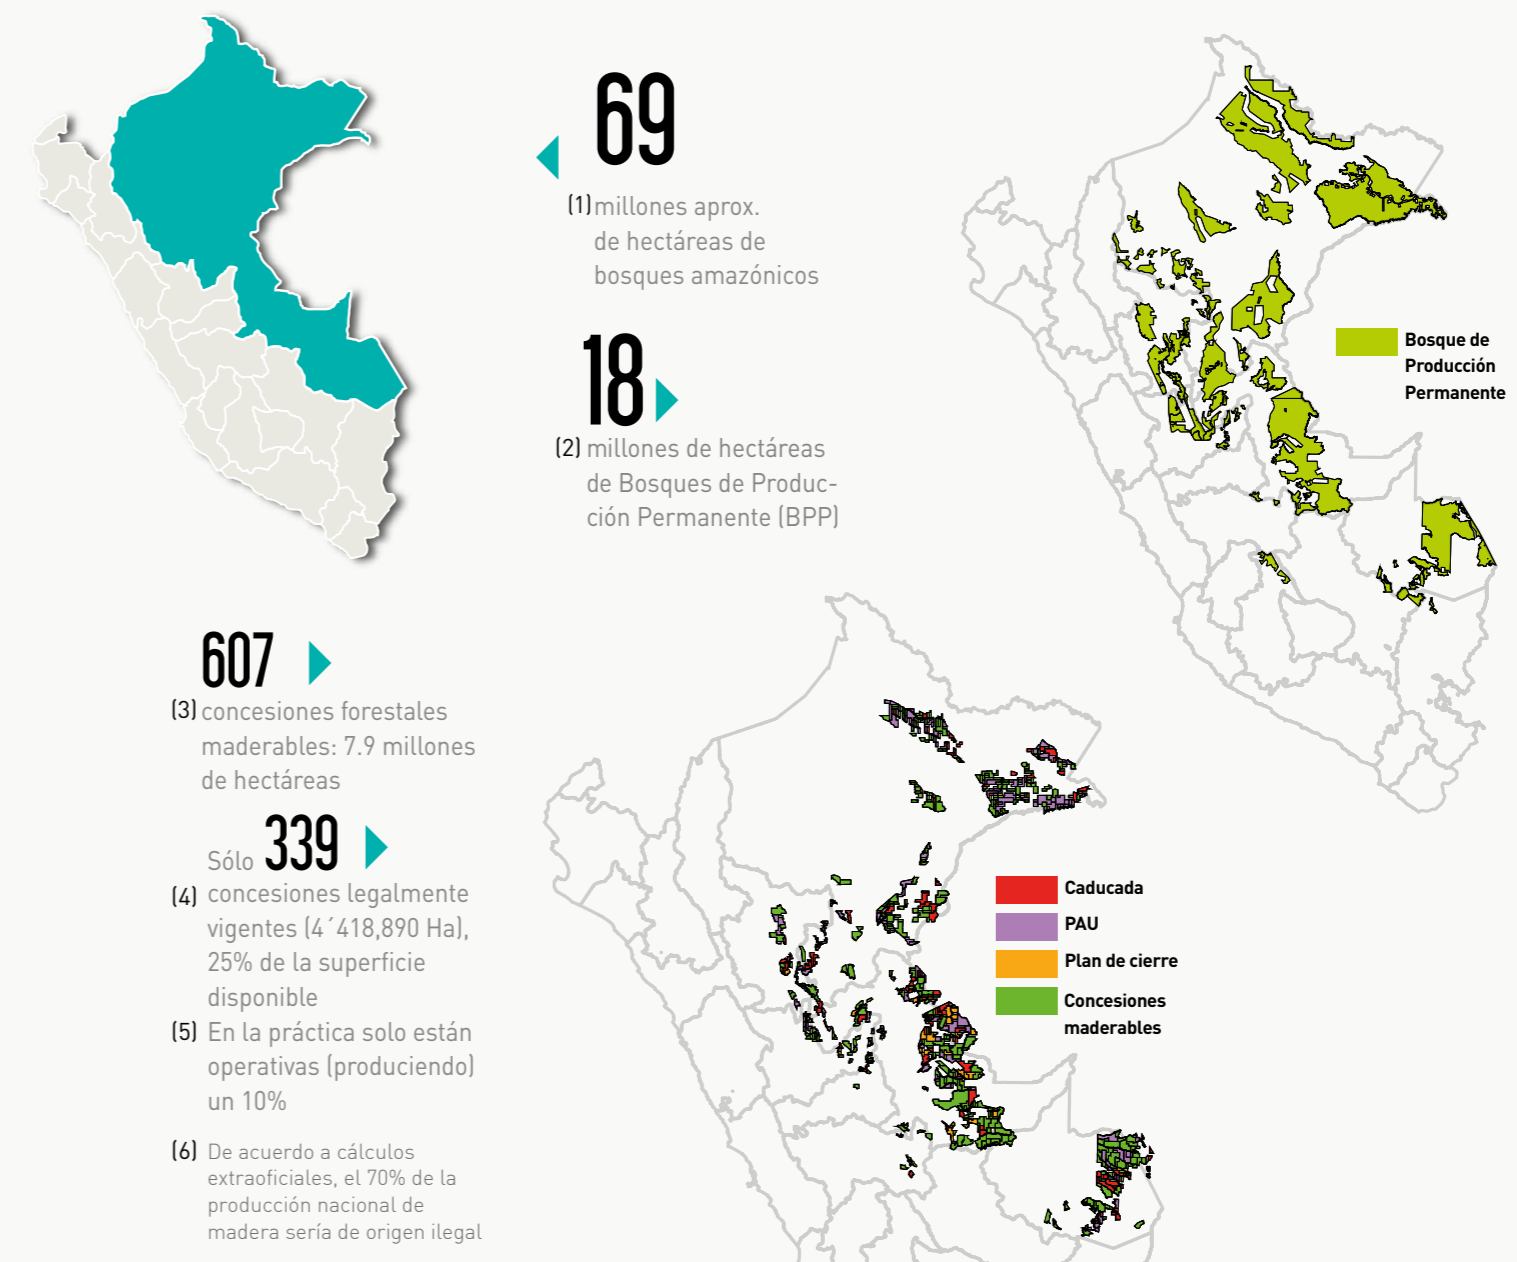 69
(1) millones aprox.
de hectáreas de
bosques amazónicos
18
(2) millones de hectáreas
de Bosques de Produc-
ción Permanente (BPP)
Bosque de
Producción
Permanente
607
(3) concesiones forestales
maderables: 7.9 millones
de hectáreas
Sólo 339
(4) concesiones legalmente
vigentes (4´418,890 Ha),
25% de la superficie
disponible
(5) En la práctica solo están
operativas (produciendo)
un 10%
(6) De acuerdo a cálculos
extraoficiales, el 70% de la
producción nacional de
madera sería de origen ilegal
Caducada
PAU
Plan de cierre
Concesiones
maderables